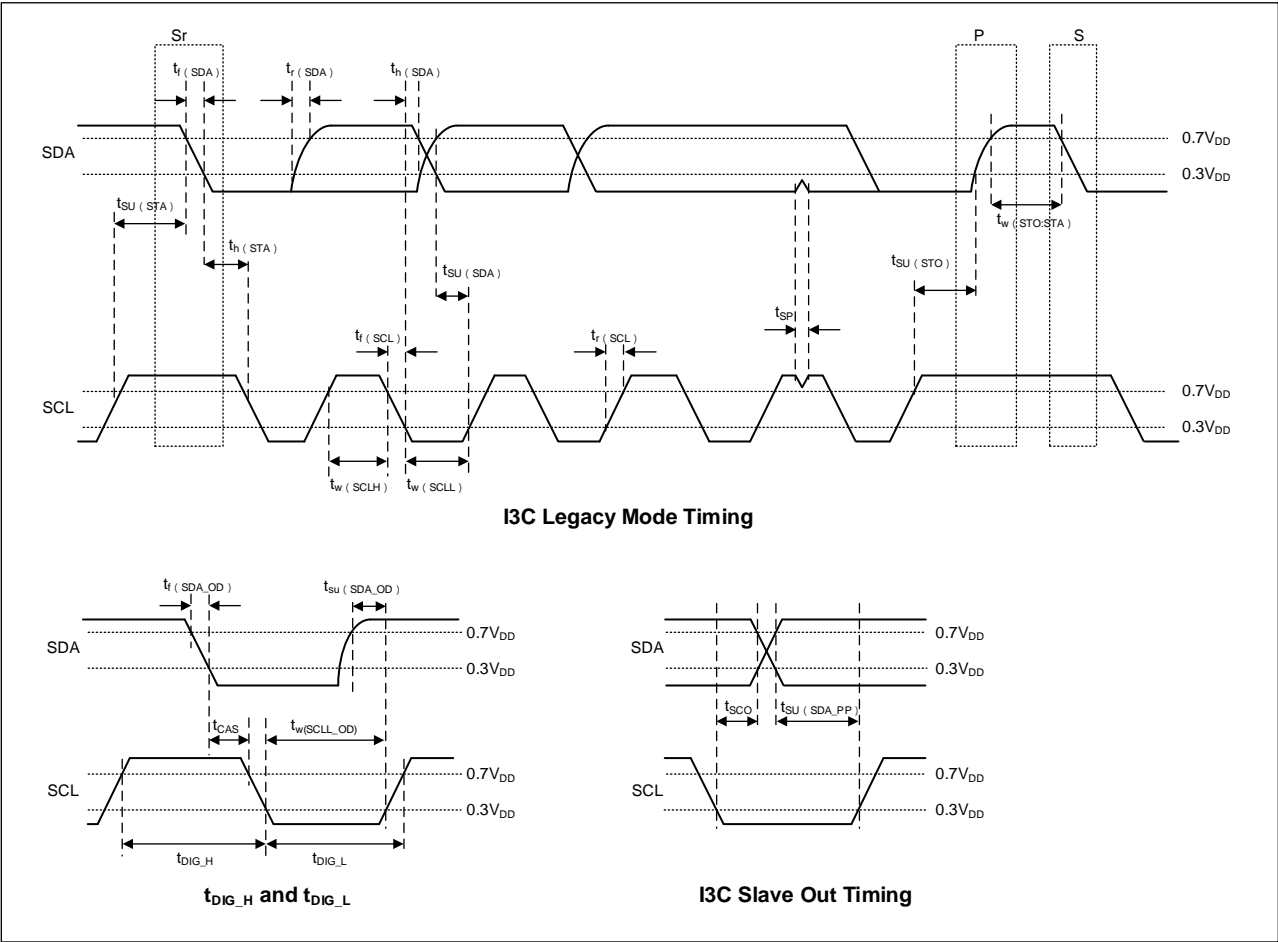 Sr
P
S
tf ( SDA )
tr ( SDA )
th ( SDA )
SDA
0.7VDD
0.3VDD
tSU ( STA )
tw ( STO:STA )
th ( STA )
tSU ( STO )
tSU ( SDA )
tSP
tf ( SCL )
tr ( SCL )
SCL
0.7VDD
0.3VDD
tw ( SCLH )
tw ( SCLL )
I3C Legacy Mode Timing
tf ( SDA_OD )
tsu ( SDA_OD )
SDA
0.7VDD
0.3VDD
tCAS
tw(SCLL_OD)
SCL
0.7VDD
0.3VDD
tDIG_H
tDIG_L
tDIG_H and tDIG_L
SDA
0.7VDD
0.3VDD
tSCO
tSU ( SDA_PP )
SCL
0.7VDD
0.3VDD
I3C Slave Out Timing